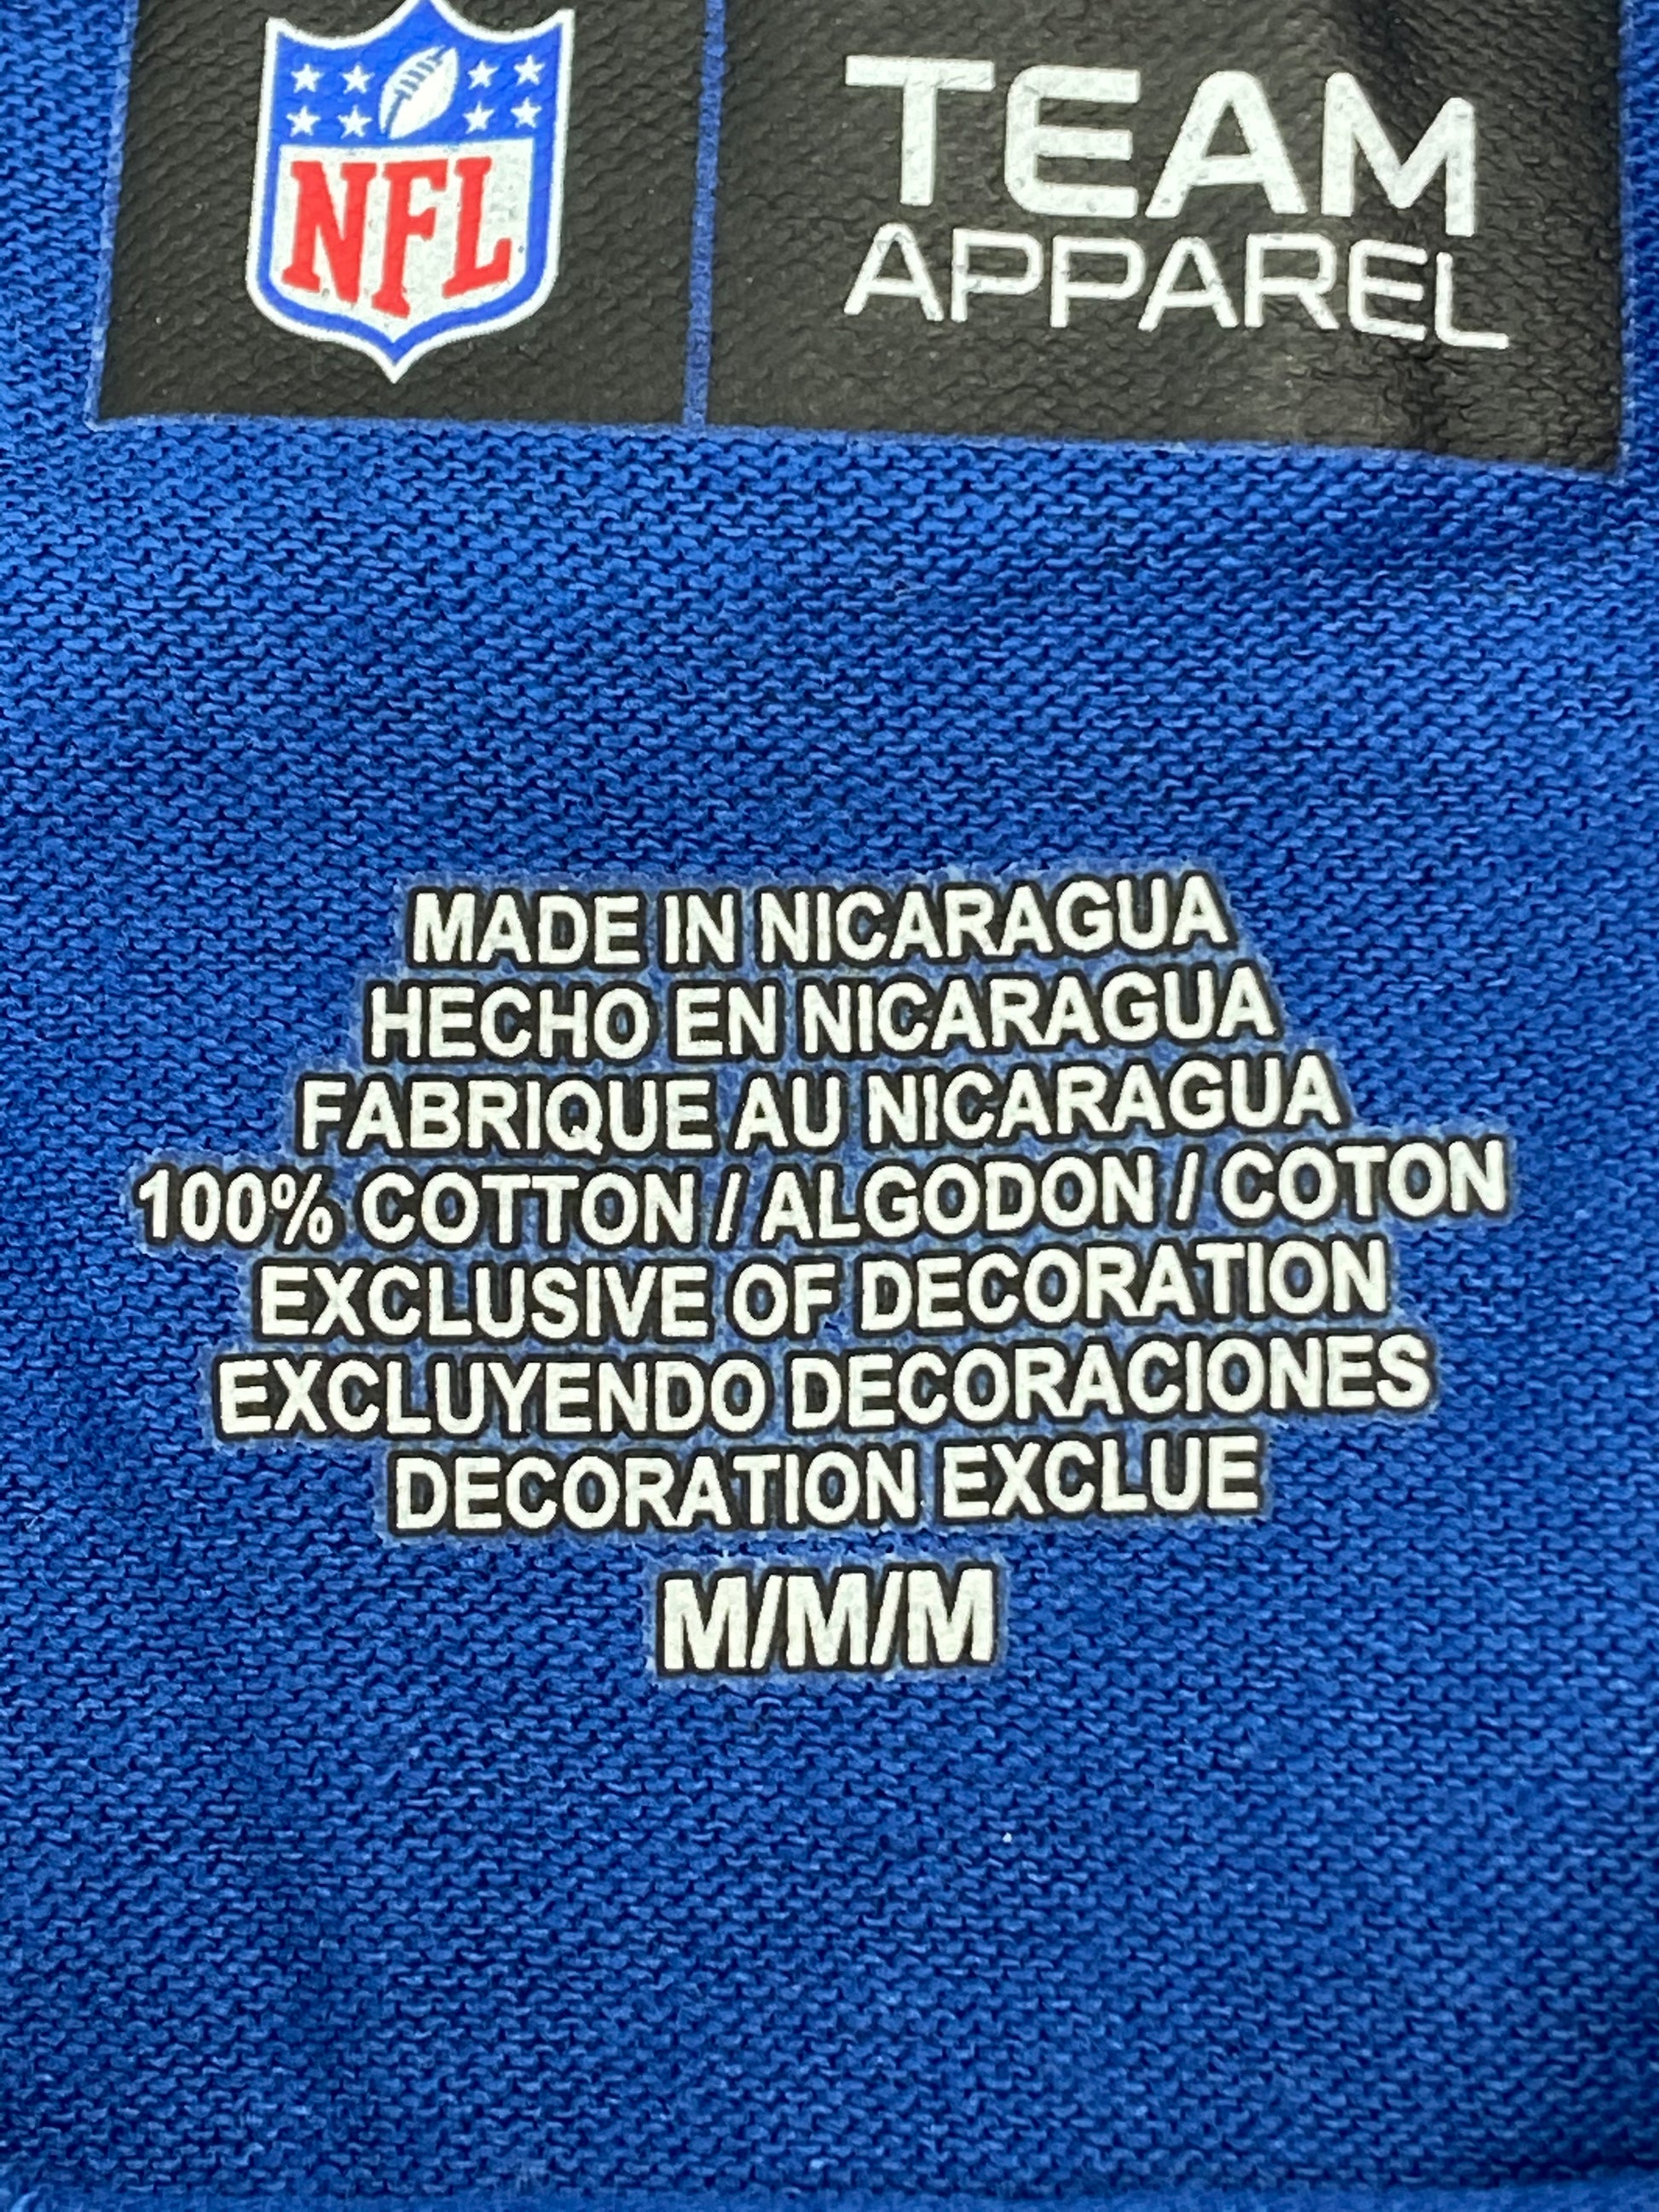 NFL
TEAM
APPAREL
MADE IN NICARAGUA
HECHO EN NICARAGUA
FABRIQUE AU NICARAGUA
100% COTTON / ALGODON / COTON
EXCLUSIVE OF DECORATION
EXCLUYENDO DECORACIONES
DECORATION EXCLUE
M/M/M